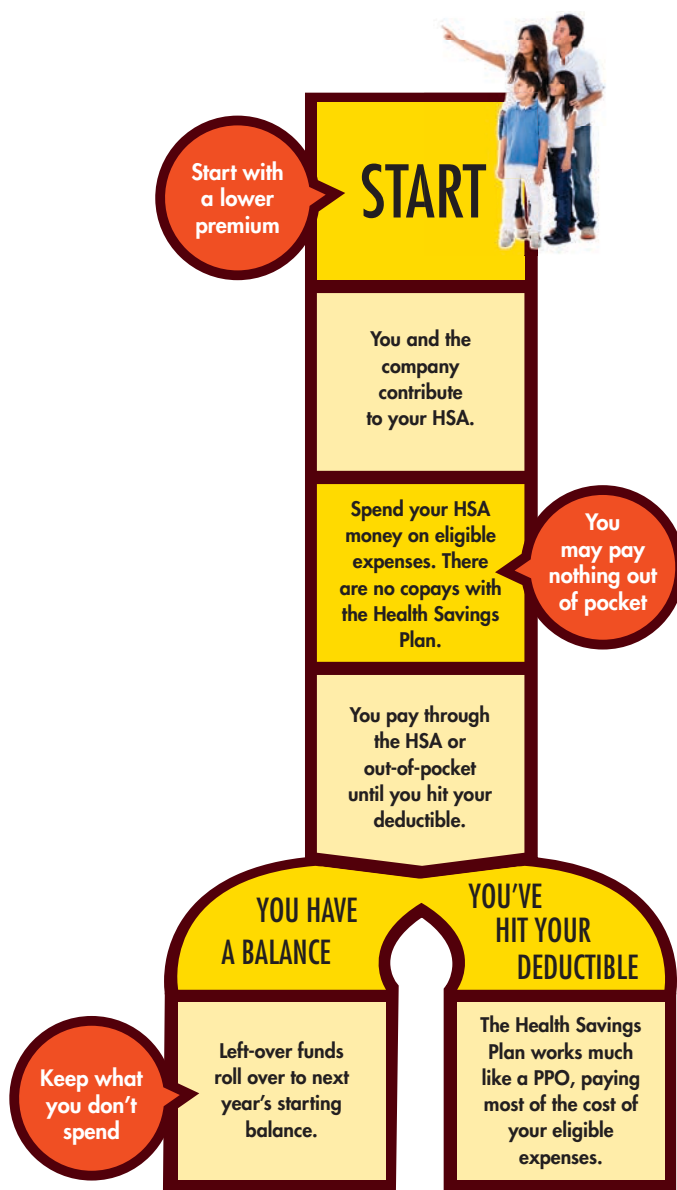 Start with
a lower
premium
START
You and the
company
contribute
to your HSA.
Spend your HSA
money on eligible
expenses. There
are no copays with
the Health Savings
Plan.
You
may pay
nothing out
of pocket
You pay through
the HSA or
out-of-pocket
until you hit your
deductible.
YOU HAVE
A BALANCE
YOU'VE
HIT YOUR
DEDUCTIBLE
Keep what
you don't
spend
Left-over funds
roll over to next
year's starting
balance.
The Health Savings
Plan works much
like a PPO, paying
most of the cost of
your eligible
expenses.